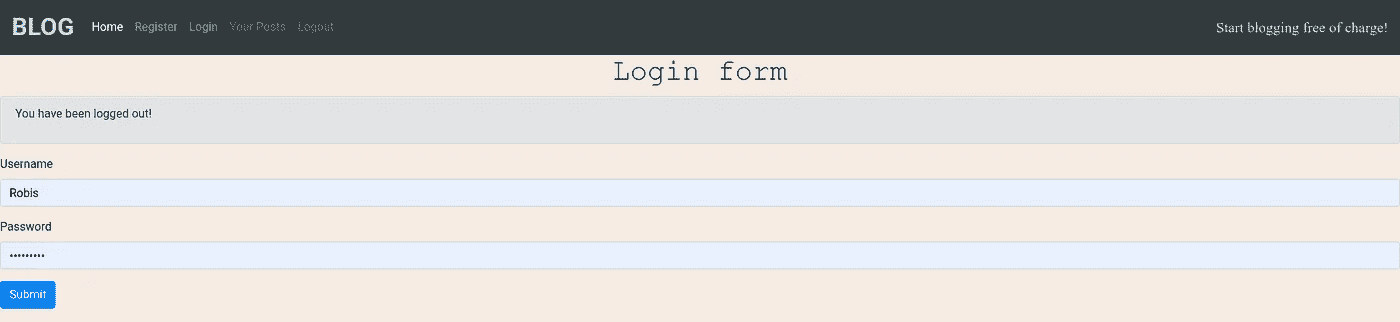 BLOG Home Register Login Your Posts Logout Start blogging free of charge!
Login form
You have been logged out!
Username
Robis
Password
•••••••••
Submit